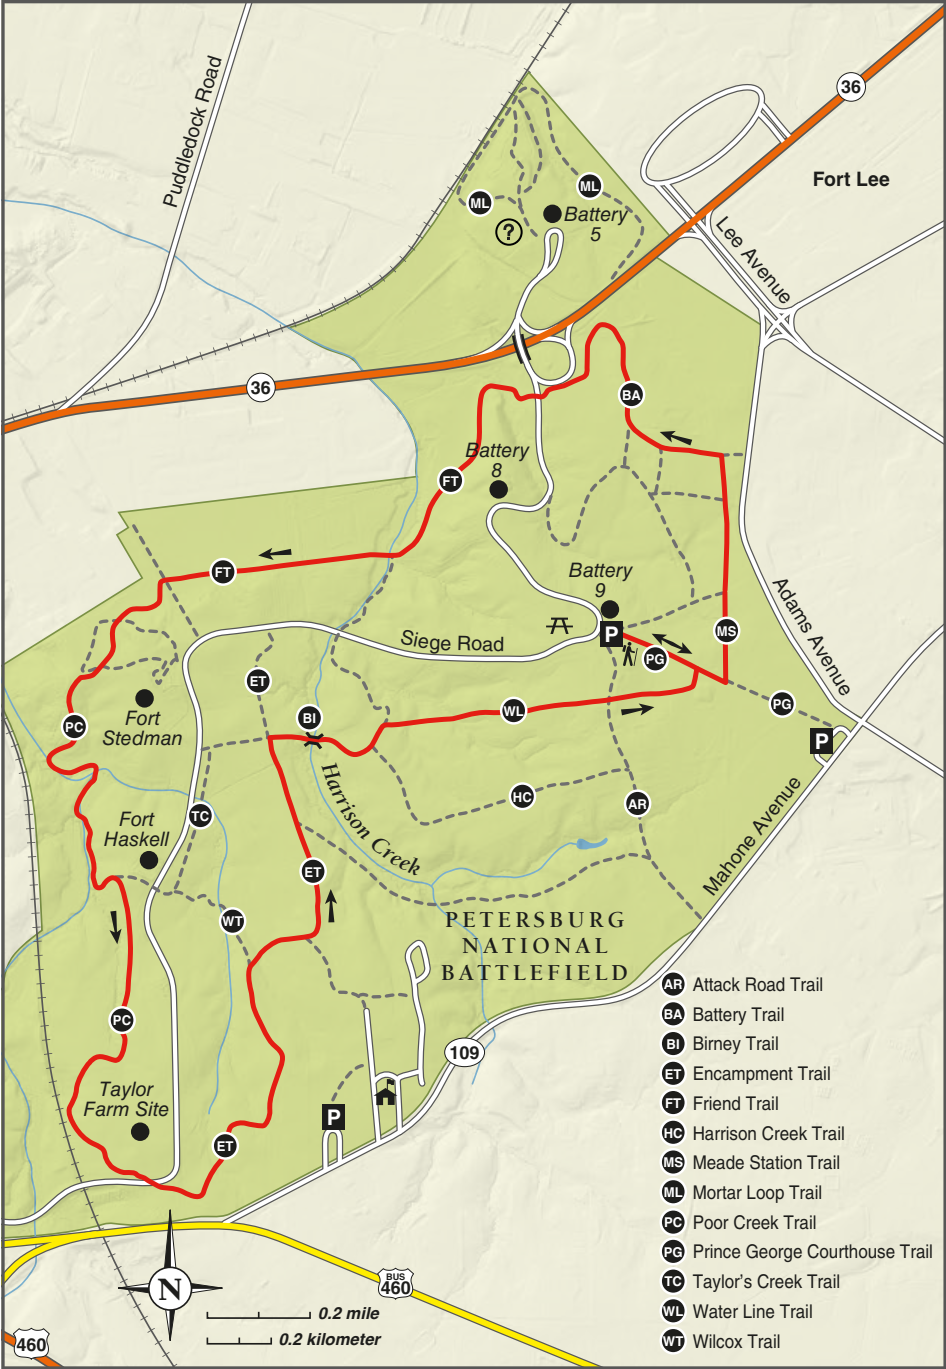 Puddledock Road
36
Fort Lee
ML
ML
Battery
5
?
Lee Avenue
36
BA
Battery
8
FT
FT
Battery
9
Adams Avenue
Siege Road
P
MS
PG
ET
WL
PG
BI
P
PC
Fort
Stedman
Harrison Creek
HC
AR
TC
Fort
Haskell
Mahone Avenue
ET
WT
PETERSBURG
NATIONAL
BATTLEFIELD
PC
109
Taylor
Farm Site
P
ET
AR Attack Road Trail
BA Battery Trail
BI Birney Trail
ET Encampment Trail
FT Friend Trail
HC Harrison Creek Trail
MS Meade Station Trail
ML Mortar Loop Trail
PC Poor Creek Trail
PG Prince George Courthouse Trail
TC Taylor's Creek Trail
WL Water Line Trail
WT Wilcox Trail
N
BUS
460
0.2 mile
0.2 kilometer
460